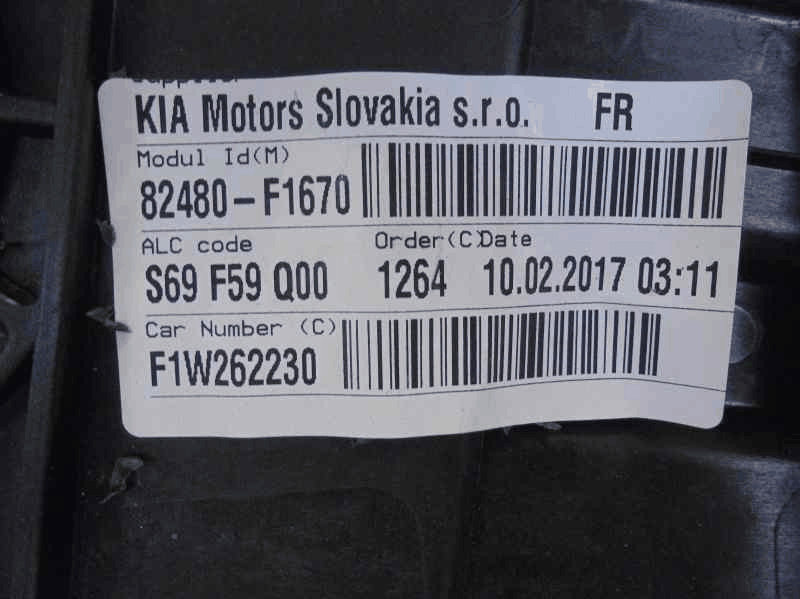 Supplier
KIA Motors Slovakia s.r.o. FR
Modul Id(M)
82480-F1670
ALC code Order(C)Date
S69 F59 Q00 1264 10.02.2017 03:11
Car Number (C)
F1W262230